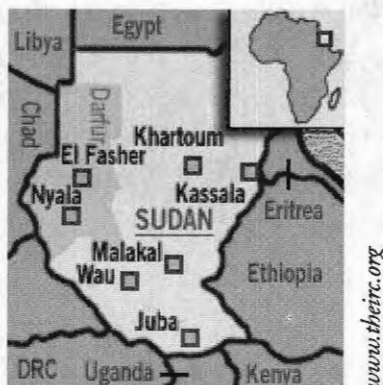 Egypt
Libya
Chad
Darfur
Khartoum
El Fasher
Kassala
Nyala
SUDAN
Eritrea
Malakal
Wau
Ethiopia
Juba
DRC
Uganda
Kenya
www.theirc.org